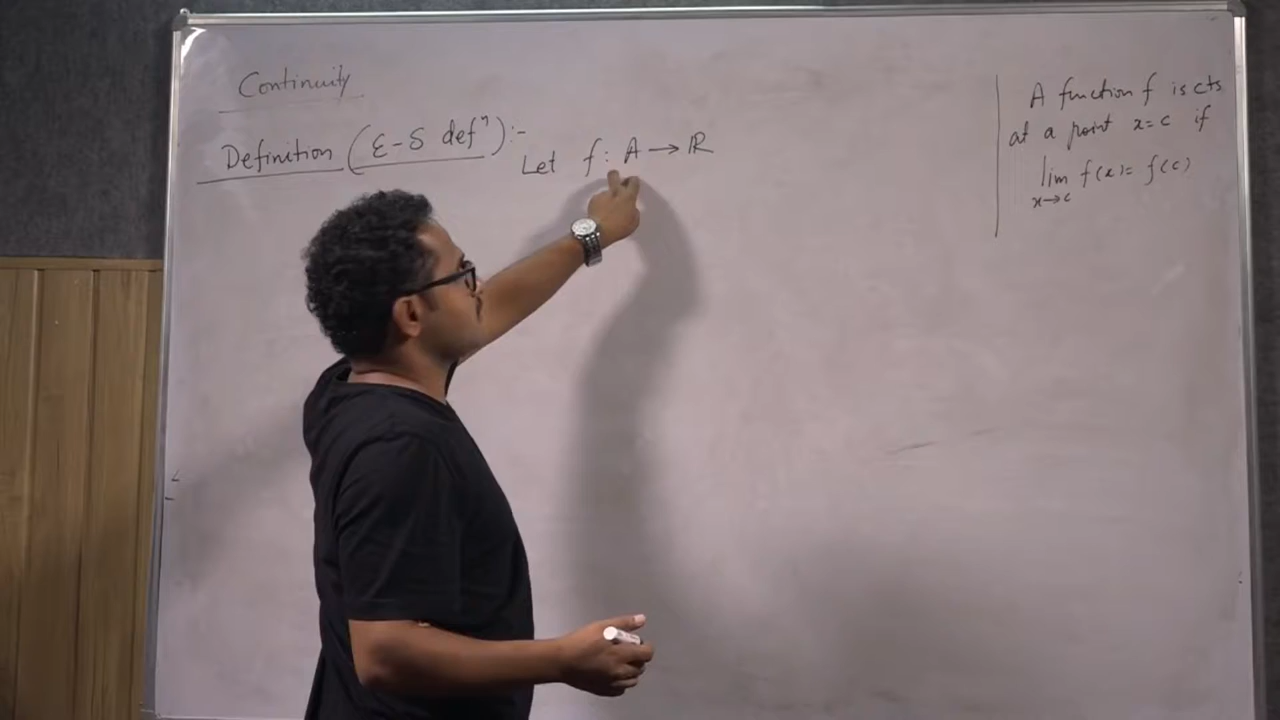 Continuity
Definition (ε-δ defⁿ):-
Let f: A → ℝ
A function f is cts
at a point x=c if
lim f(x)= f(c)
x→c